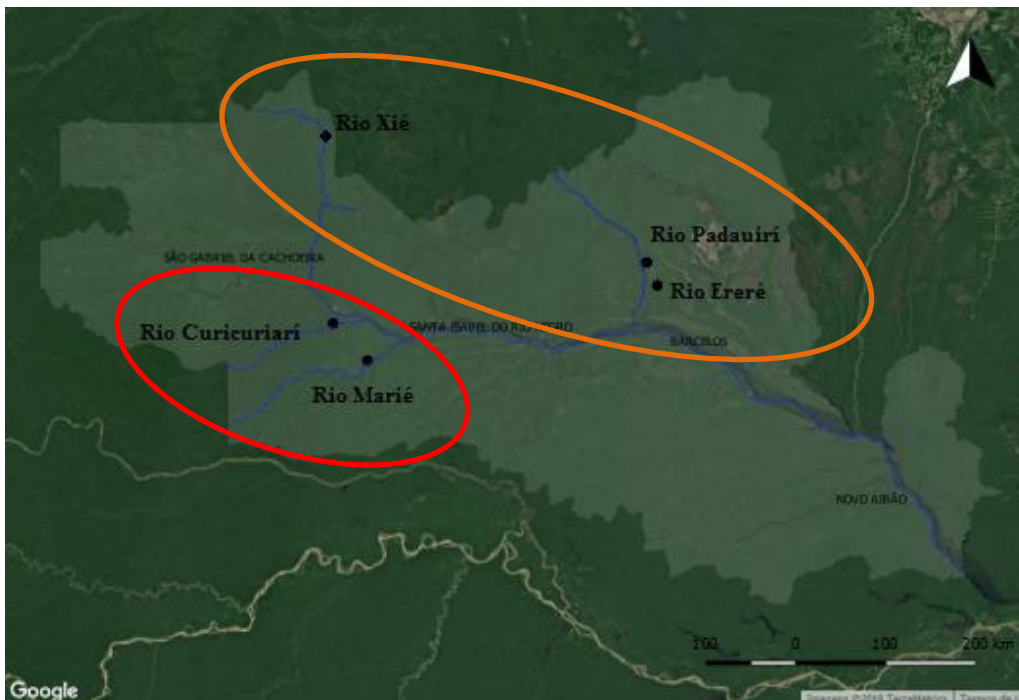 Rio Xié
Rio Padauirí
SÃO GABRIEL DA CACHOEIRA
Rio Ererê
Rio Curicuriarí
SANTA ISABEL DO RIO NEGRO
BARCELOS
Rio Marié
NOVO AIRÃO
100 0 100 200 km
Google